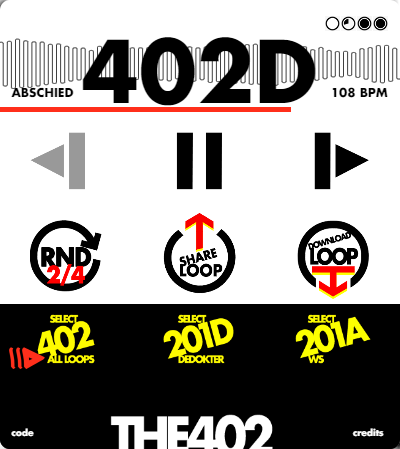 402D
ABSCHIED
108 BPM
RND
2/4
SHARE
LOOP
DOWNLOAD
LOOP
SELECT
402
ALL LOOPS
SELECT
201D
DEDOKTER
SELECT
201A
WS
code
THE402
credits